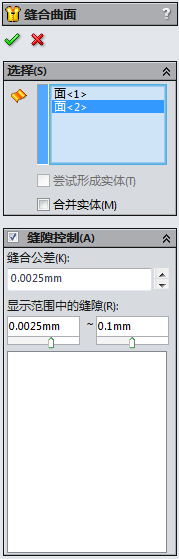 缝合曲面 ?
选择(S)
面<1>
面<2>
尝试形成实体(T)
合并实体(M)
缝隙控制(A)
缝合公差(K):
0.0025mm
显示范围中的缝隙(R):
0.0025mm ~ 0.1mm